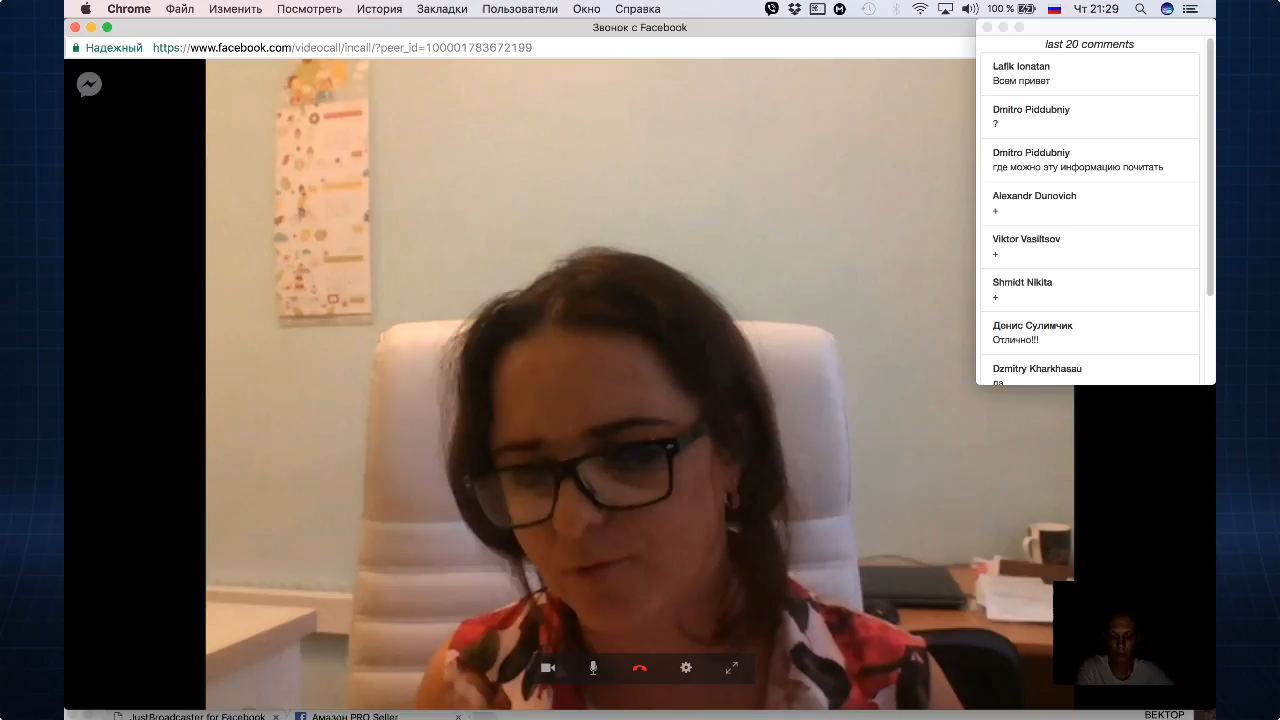 Chrome Файл Изменить Посмотреть История Закладки Пользователи Окно Справка 100 % Чт 21:29
Звонок с Facebook
Надежный https://www.facebook.com/videocall/incall/?peer_id=100001783672199
last 20 comments
Lafik Ionatan
Всем привет
Dmitro Piddubniy
?
Dmitro Piddubniy
где можно эту информацию почитать
Alexandr Dunovich
+
Viktor Vasiltsov
+
Shmidt Nikita
+
Денис Сулимчик
Отлично!!!
Dzmitry Kharkhasau
да
JustBroadcaster for Facebook × Амазон PRO Seller ×
ВЕКТОР